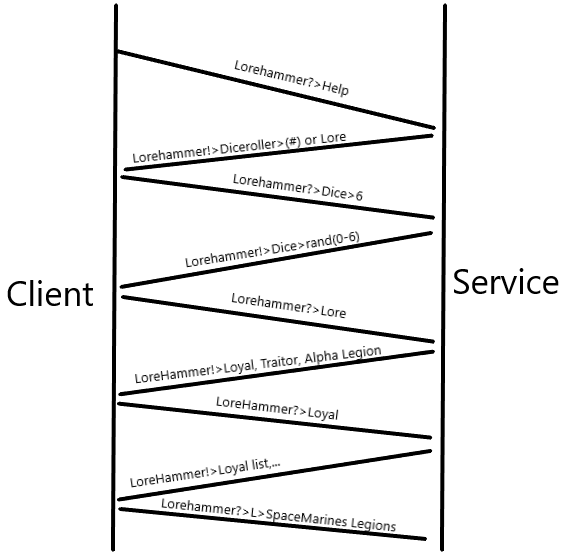 Lorehammer?>Help
Lorehammer!>Diceroller>(#) or Lore
Lorehammer?>Dice>6
Lorehammer!>Dice>rand(0-6)
Client
Service
Lorehammer?>Lore
LoreHammer!>Loyal, Traitor, Alpha Legion
LoreHammer?>Loyal
LoreHammer!>Loyal list,...
Lorehammer?>L>SpaceMarines Legions